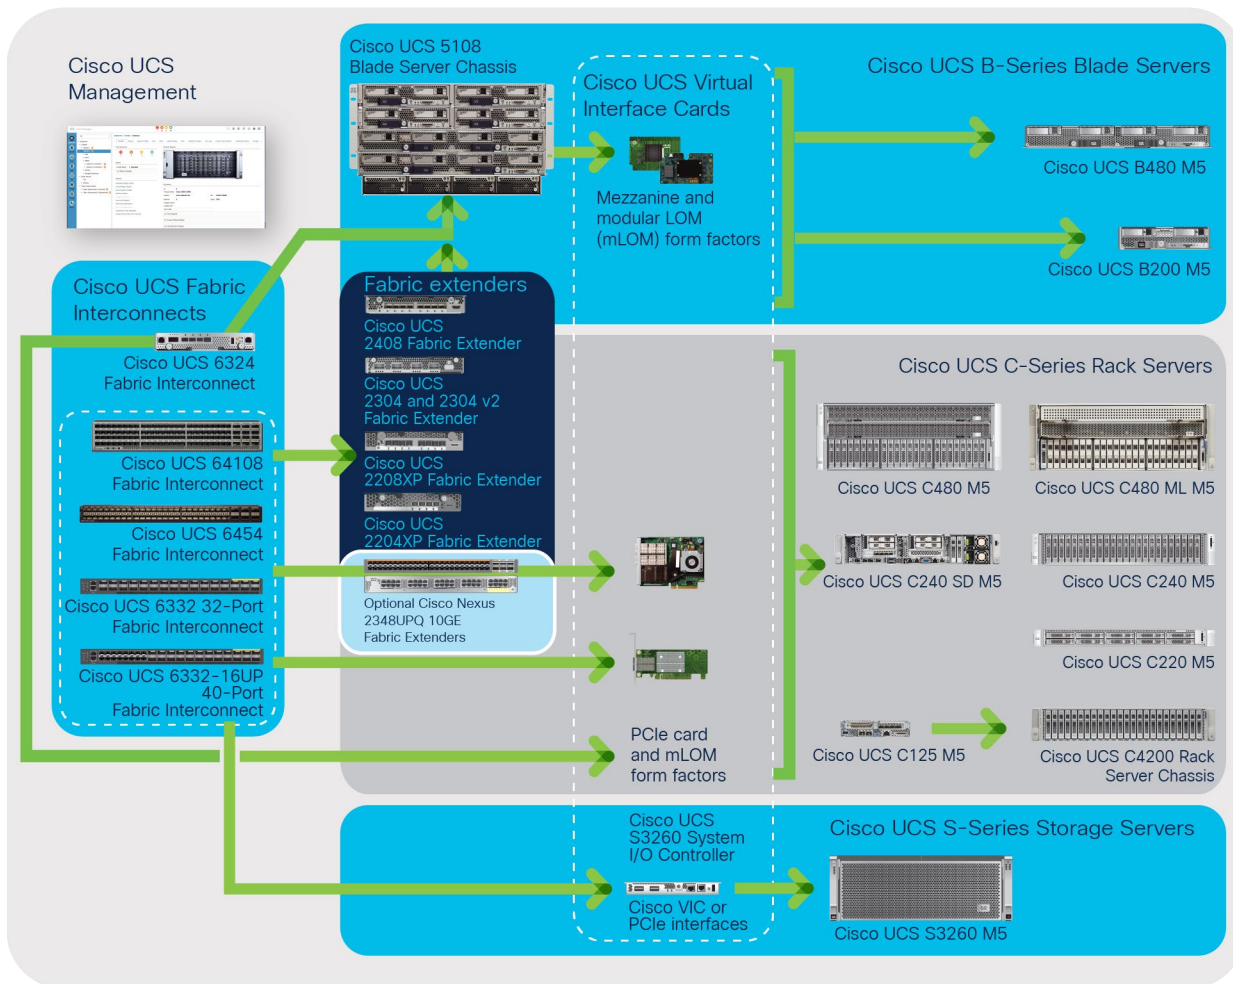 Cisco UCS
Management
Cisco UCS 5108
Blade Server Chassis
Cisco UCS Virtual
Interface Cards
Mezzanine and
modular LOM
(mLOM) form factors
Cisco UCS B-Series Blade Servers
Cisco UCS B480 M5
Cisco UCS B200 M5
Cisco UCS Fabric
Interconnects
Cisco UCS 6324
Fabric Interconnect
Cisco UCS 64108
Fabric Interconnect
Cisco UCS 6454
Fabric Interconnect
Cisco UCS 6332 32-Port
Fabric Interconnect
Cisco UCS 6332-16UP
40-Port
Fabric Interconnect
Fabric extenders
Cisco UCS
2408 Fabric Extender
Cisco UCS
2304 and 2304 v2
Fabric Extender
Cisco UCS
2208XP Fabric Extender
Cisco UCS
2204XP Fabric Extender
Optional Cisco Nexus
2348UPQ 10GE
Fabric Extenders
PCIe card
and mLOM
form factors
Cisco UCS C-Series Rack Servers
Cisco UCS C480 M5
Cisco UCS C480 ML M5
Cisco UCS C240 SD M5
Cisco UCS C240 M5
Cisco UCS C220 M5
Cisco UCS C125 M5
Cisco UCS C4200 Rack
Server Chassis
Cisco UCS
S3260 System
I/O Controller
Cisco VIC or
PCIe interfaces
Cisco UCS S-Series Storage Servers
Cisco UCS S3260 M5